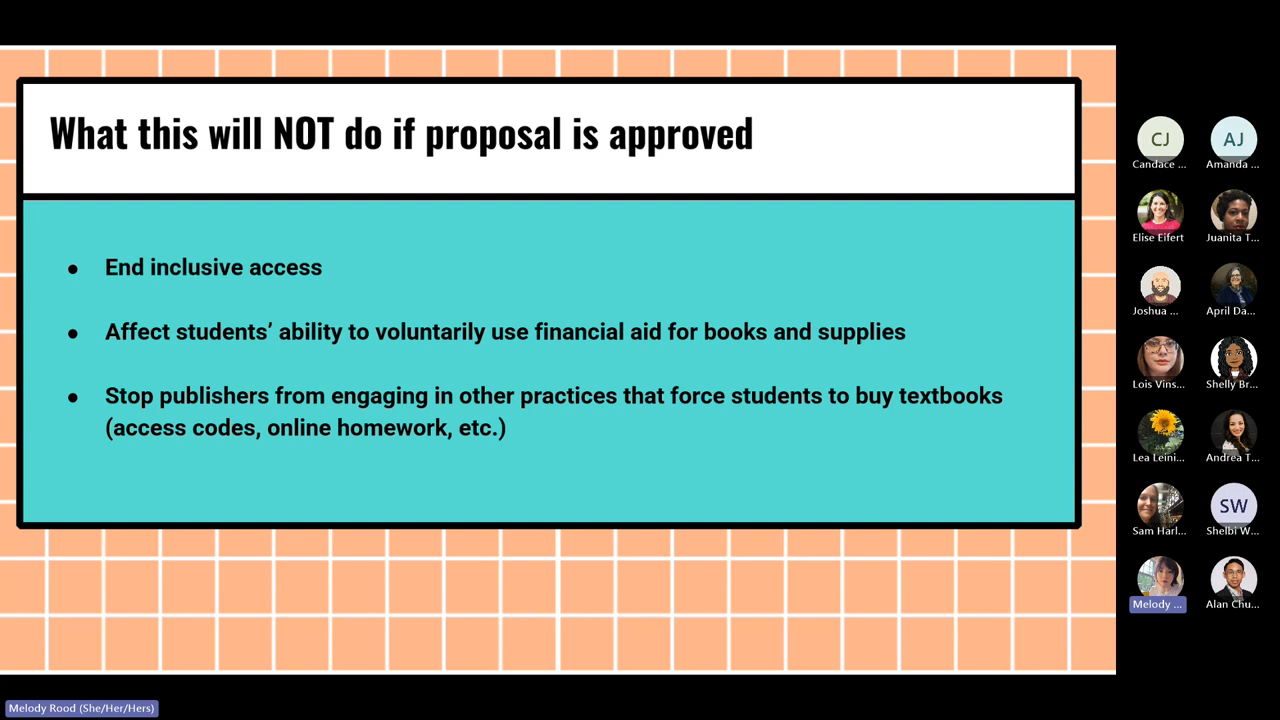 What this will NOT do if proposal is approved
● End inclusive access
● Affect students’ ability to voluntarily use financial aid for books and supplies
● Stop publishers from engaging in other practices that force students to buy textbooks
(access codes, online homework, etc.)
CJ
AJ
Candace ...
Amanda ...
Elise Eifert
Juanita T...
Joshua ...
April Da...
Lois Vins...
Shelly Br...
Lea Leini...
Andrea T...
SW
Sam Harl...
Shelbi W...
Melody ...
Alan Chu...
Melody Rood (She/Her/Hers)